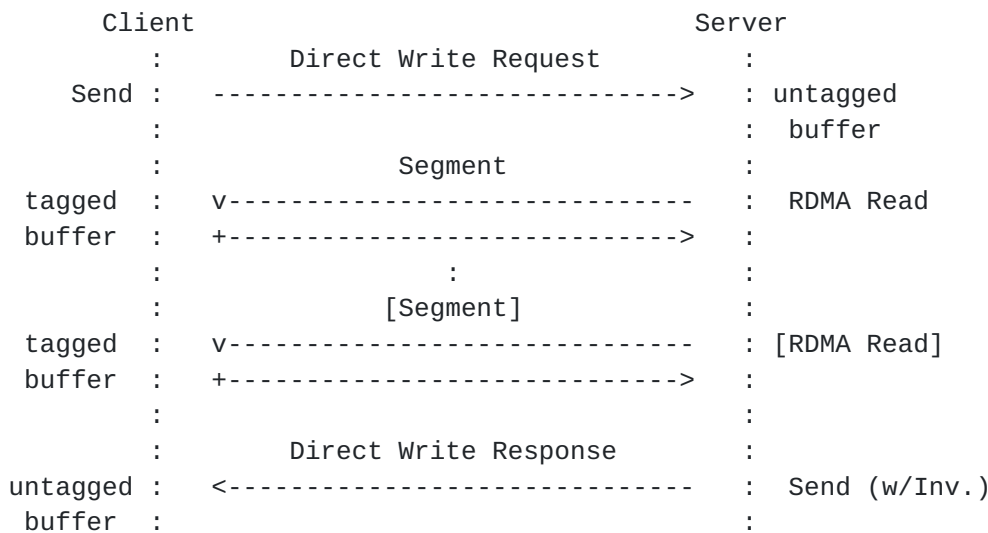 Client                                Server
         :        Direct Write Request         :
    Send :   ------------------------------>   : untagged
         :                                     :  buffer
         :               Segment               :
 tagged  :   v------------------------------   :  RDMA Read
 buffer  :   +----------------------------->   :
         :                  :                  :
         :              [Segment]              :
 tagged  :   v------------------------------   : [RDMA Read]
 buffer  :   +----------------------------->   :
         :                                     :
         :        Direct Write Response        :
untagged :   <------------------------------   :  Send (w/Inv.)
 buffer  :                                     :